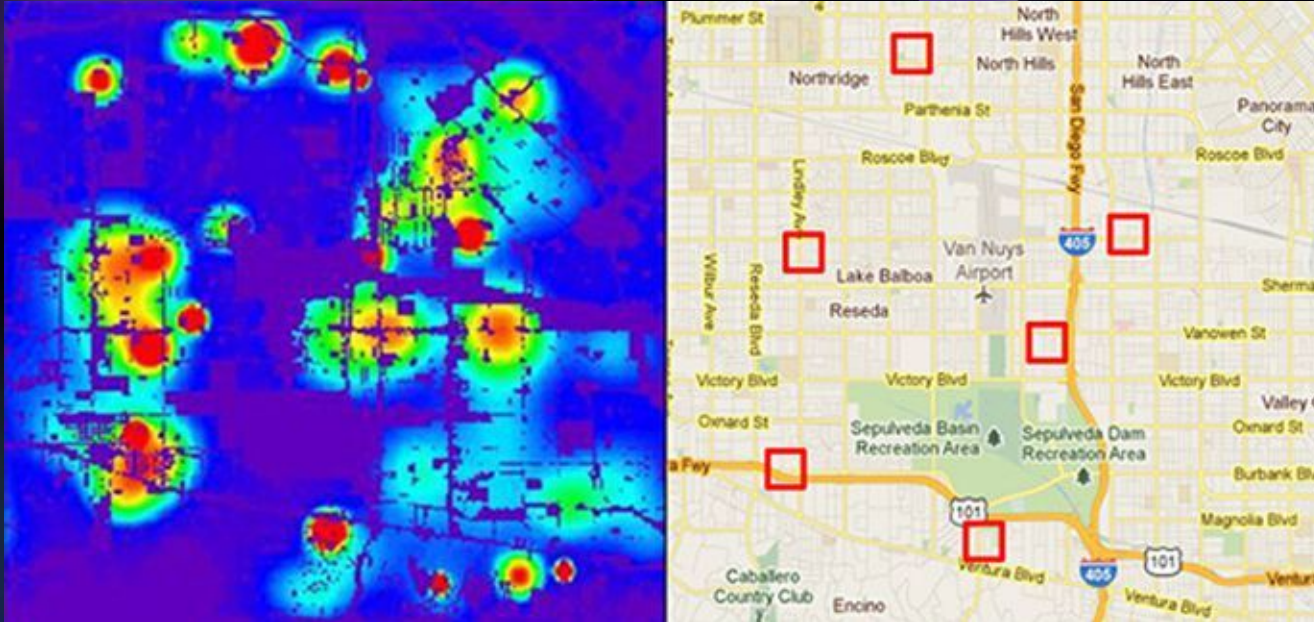 Plummer St
North
Hills West
Northridge
North Hills
North
Hills East
San Diego Fwy
Parthenia St
Panorama
City
Roscoe Blvd
Roscoe Blvd
Lindley Ave
405
Van Nuys
Airport
Wilbur Ave
Reseda Blvd
Lake Balboa
Reseda
Sherma
Vanowen St
Victory Blvd
Victory Blvd
Victory Blvd
Valley
Oxnard St
Oxnard St
Sepulveda Basin
Recreation Area
Sepulveda Dam
Recreation Area
a Fwy
Burbank B
101
Magnolia Blvd
Ventura Blvd
405
101
Ventur
Caballero
Country Club
Encino
Ventura Blvd